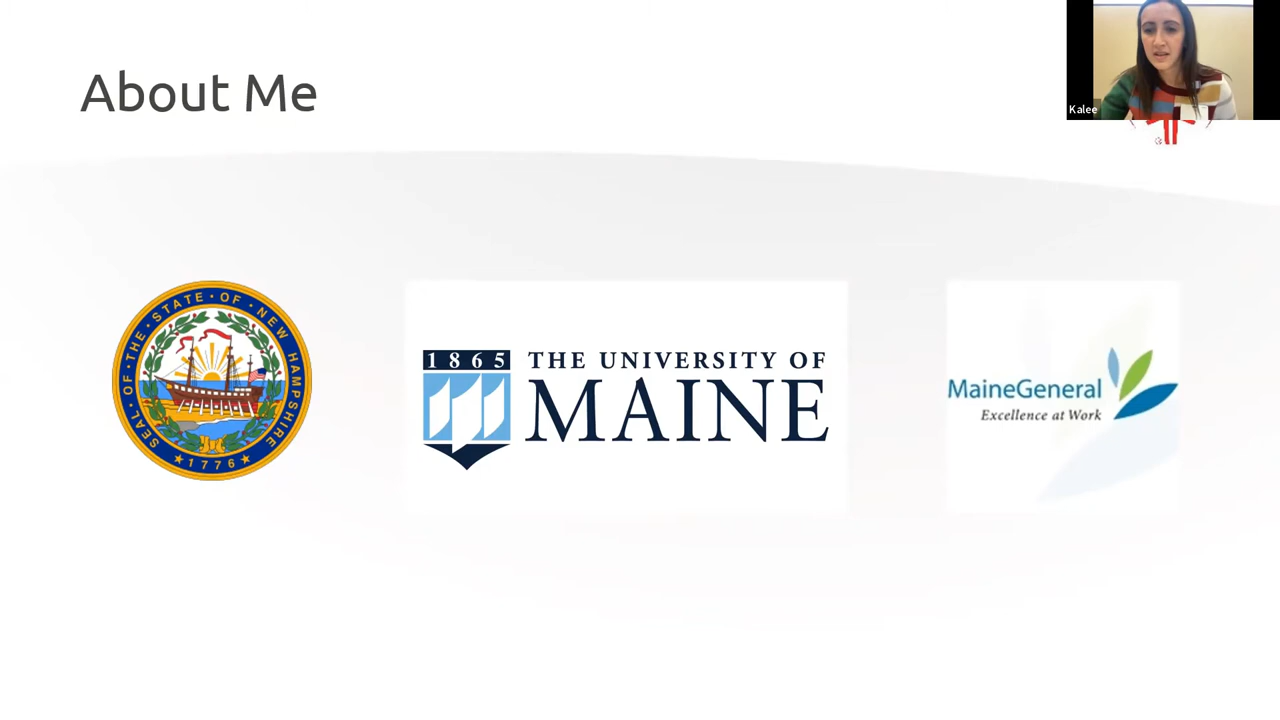 About Me
Kalee
SEAL · OF · THE · STATE · OF · NEW HAMPSHIRE
★ 1776 ★
1865
THE UNIVERSITY OF
MAINE
MaineGeneral
Excellence at Work